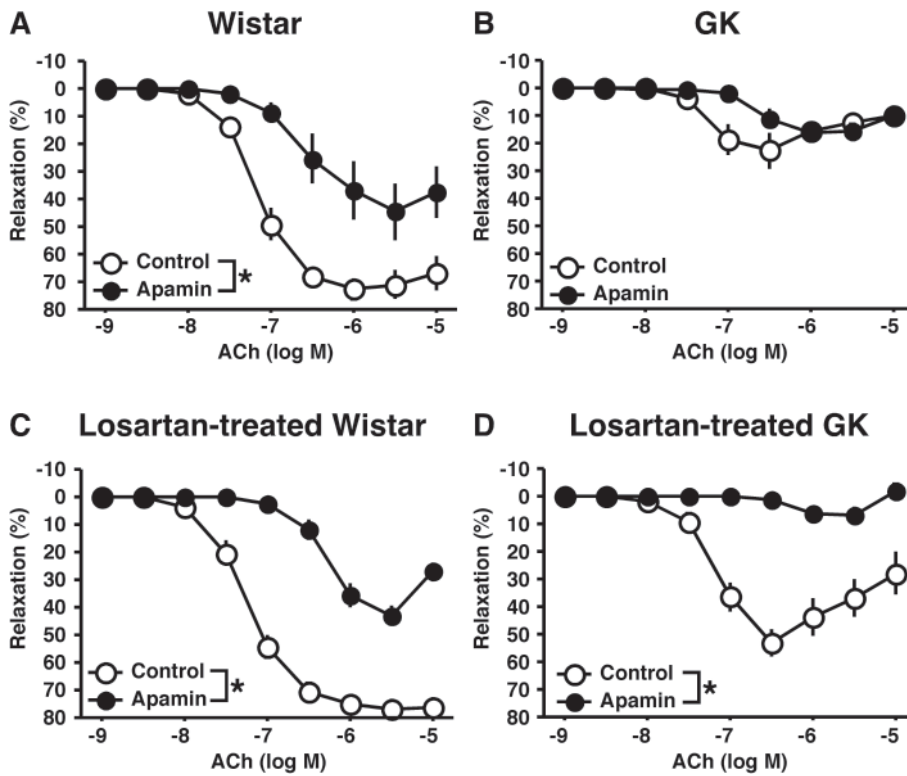 A Wistar
-10
0
10
20
30
40
50
60
70
80
Relaxation (%)
Control
Apamin
*
-9 -8 -7 -6 -5
ACh (log M)
B GK
-10
0
10
20
30
40
50
60
70
80
Relaxation (%)
Control
Apamin
-9 -8 -7 -6 -5
ACh (log M)
C Losartan-treated Wistar
-10
0
10
20
30
40
50
60
70
80
Relaxation (%)
Control
Apamin
*
-9 -8 -7 -6 -5
ACh (log M)
D Losartan-treated GK
-10
0
10
20
30
40
50
60
70
80
Relaxation (%)
Control
Apamin
*
-9 -8 -7 -6 -5
ACh (log M)